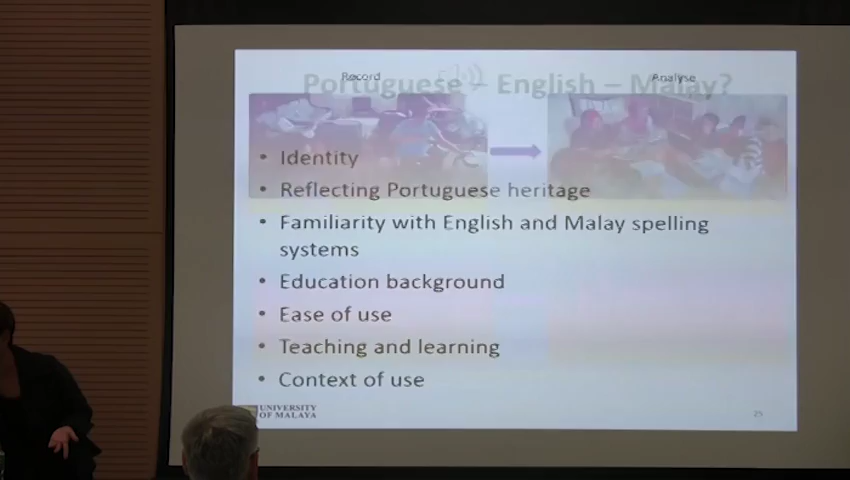 Record
Analyse
Portuguese – English – Malay?
• Identity
• Reflecting Portuguese heritage
• Familiarity with English and Malay spelling
systems
• Education background
• Ease of use
• Teaching and learning
• Context of use
UNIVERSITY
OF MALAYA